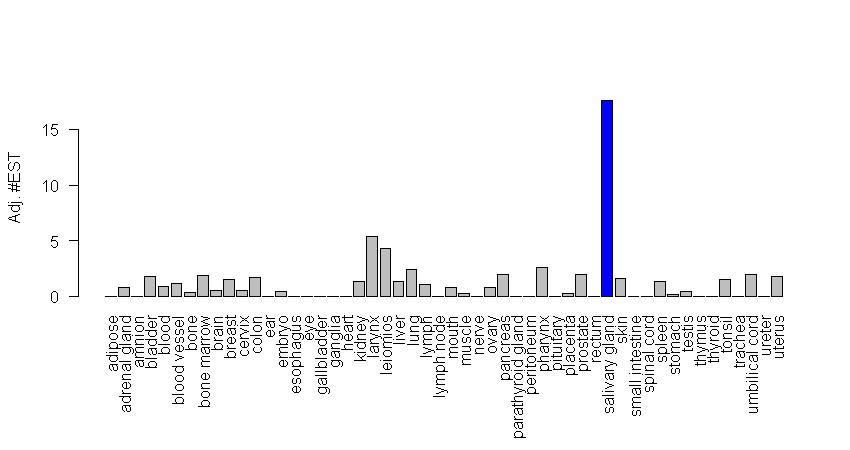 Adj. #EST
15
10
5
0
adipose
adrenal gland
amnion
bladder
blood
blood vessel
bone
bone marrow
brain
breast
cervix
colon
ear
embryo
esophagus
eye
gallbladder
ganglia
heart
kidney
larynx
leiomios
liver
lung
lymph
lymph node
mouth
muscle
nerve
ovary
pancreas
parathyroid gland
peritoneum
pharynx
pituitary
placenta
prostate
rectum
salivary gland
skin
small intestine
spinal cord
spleen
stomach
testis
thymus
thyroid
tonsil
trachea
umbilical cord
ureter
uterus